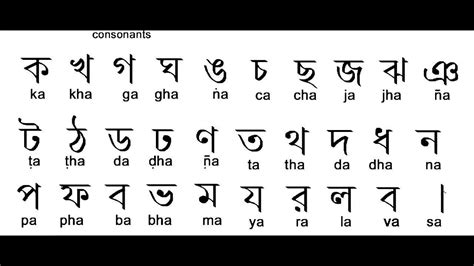 consonants
ক খ গ ঘ ঙ চ ছ জ ঝ ঞ
ka kha ga gha ṅa ca cha ja jha ña
ট ঠ ড ঢ ণ ত থ দ ধ ন
ṭa ṭha da ḍha ṇ̃a ta tha da dha na
প ফ ব ভ ম য র ল ব ।
pa pha ba bha ma ya ra la va sa